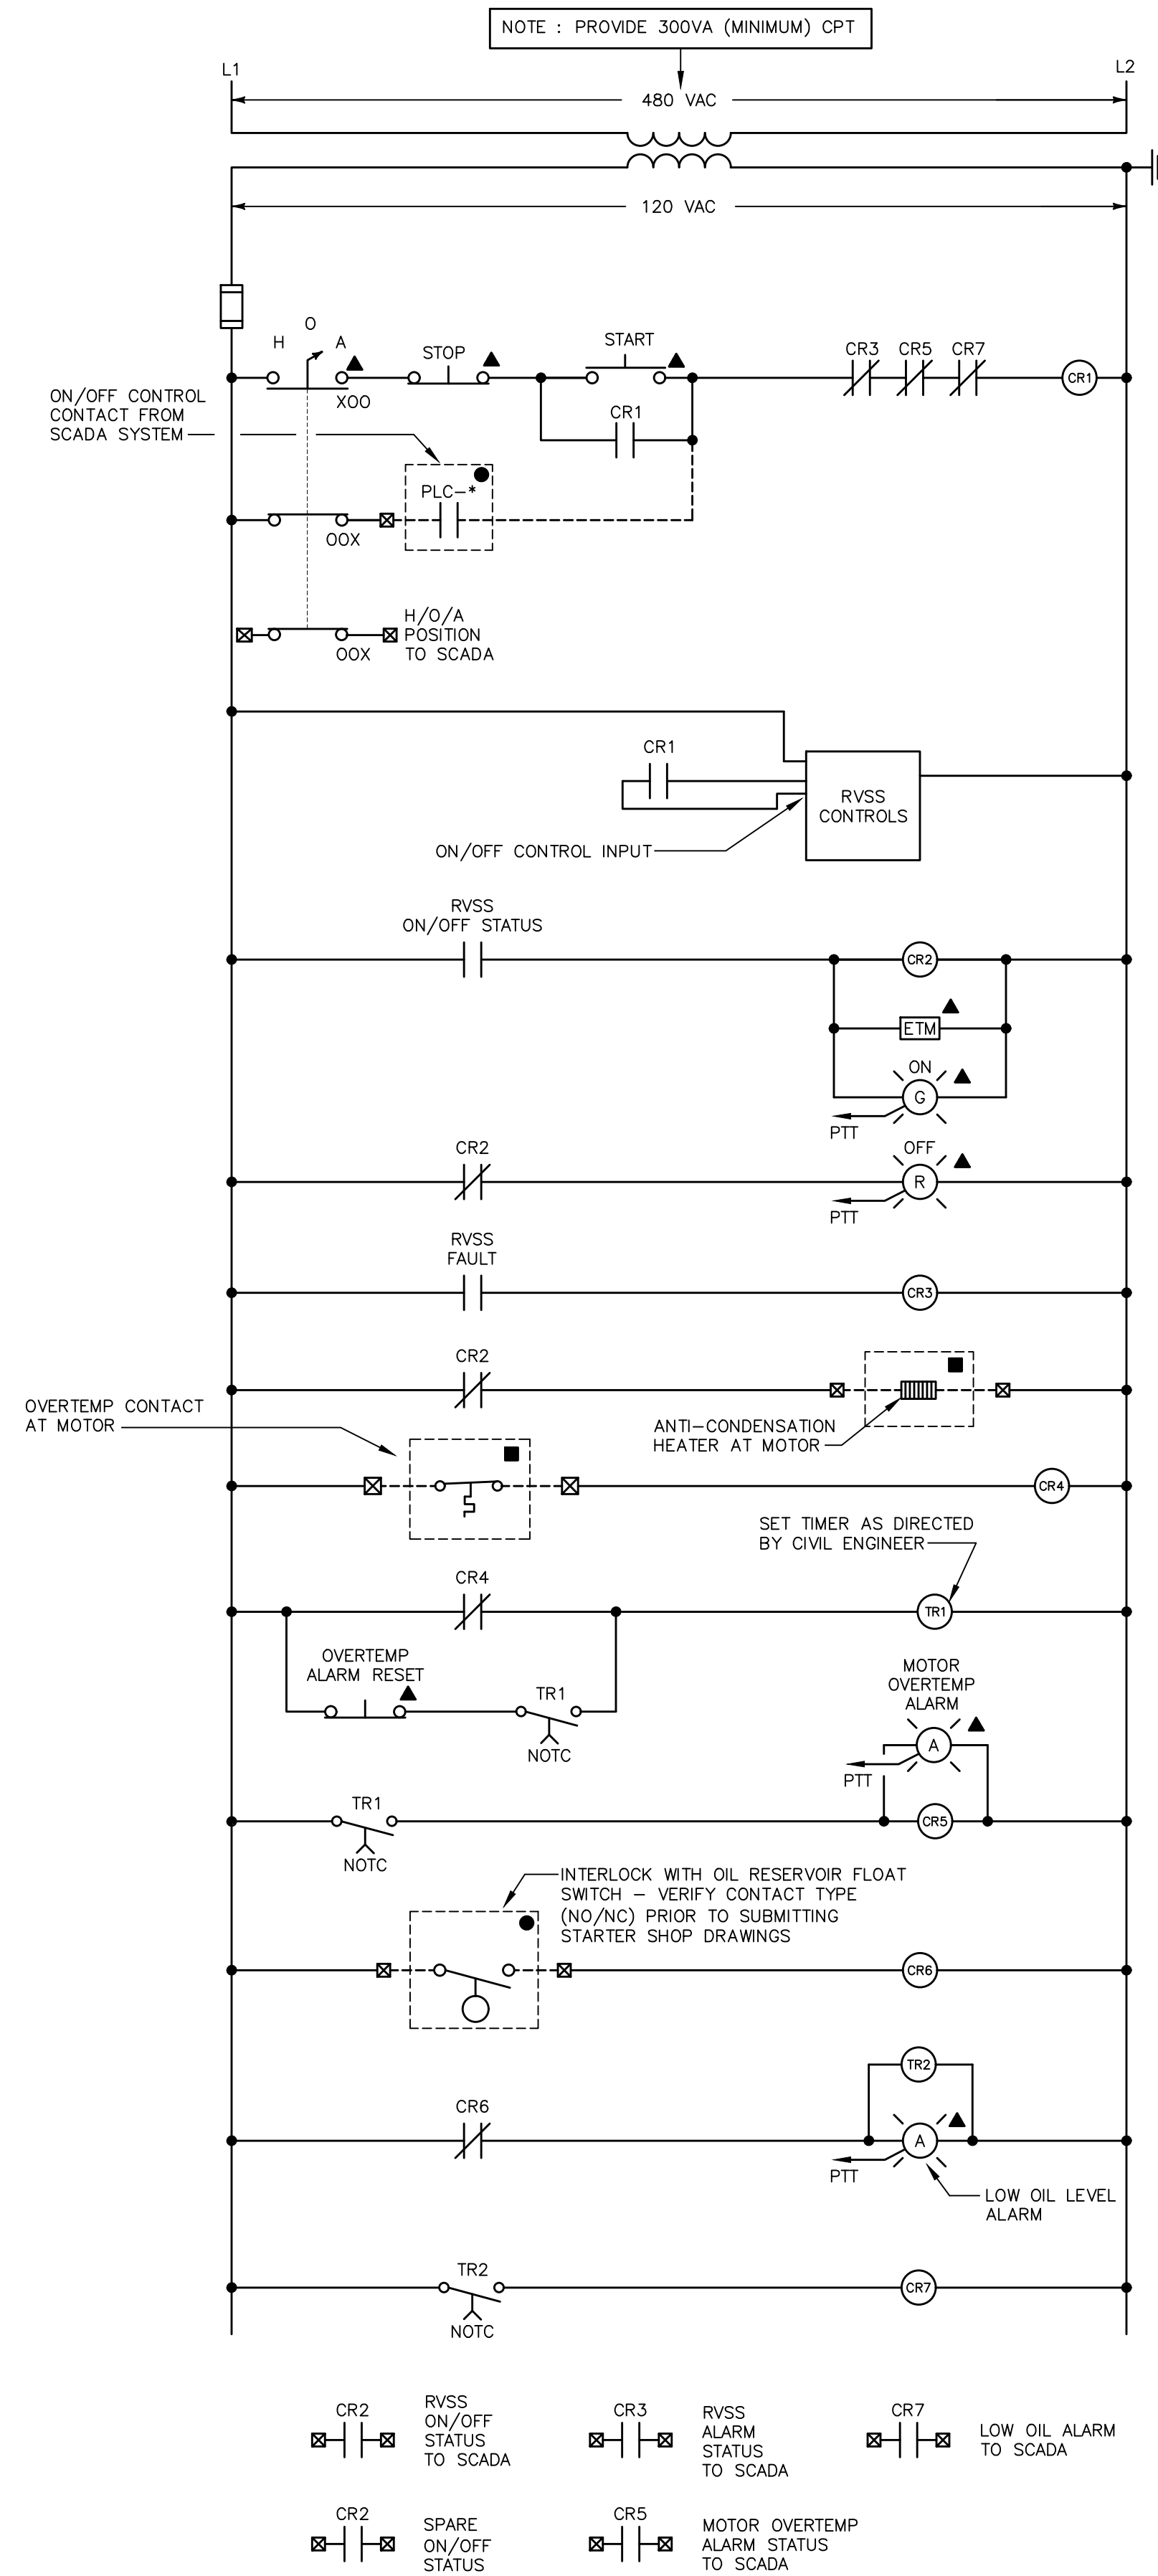 NOTE : PROVIDE 300VA (MINIMUM) CPT
L1
L2
480 VAC
120 VAC
H
O
A
XOO
STOP
START
CR3
CR5
CR7
CR1
ON/OFF CONTROL
CONTACT FROM
SCADA SYSTEM
CR1
PLC-*
OOX
H/O/A
POSITION
TO SCADA
OOX
CR1
RVSS
CONTROLS
ON/OFF CONTROL INPUT
RVSS
ON/OFF STATUS
CR2
ETM
ON
G
PTT
CR2
OFF
R
PTT
RVSS
FAULT
CR3
CR2
ANTI-CONDENSATION
HEATER AT MOTOR
OVERTEMP CONTACT
AT MOTOR
CR4
SET TIMER AS DIRECTED
BY CIVIL ENGINEER
CR4
TR1
OVERTEMP
ALARM RESET
TR1
NOTC
MOTOR
OVERTEMP
ALARM
A
PTT
TR1
NOTC
CR5
INTERLOCK WITH OIL RESERVOIR FLOAT
SWITCH - VERIFY CONTACT TYPE
(NO/NC) PRIOR TO SUBMITTING
STARTER SHOP DRAWINGS
CR6
TR2
CR6
A
PTT
LOW OIL LEVEL
ALARM
TR2
NOTC
CR7
CR2
RVSS
ON/OFF
STATUS
TO SCADA
CR3
RVSS
ALARM
STATUS
TO SCADA
CR7
LOW OIL ALARM
TO SCADA
CR2
SPARE
ON/OFF
STATUS
CR5
MOTOR OVERTEMP
ALARM STATUS
TO SCADA